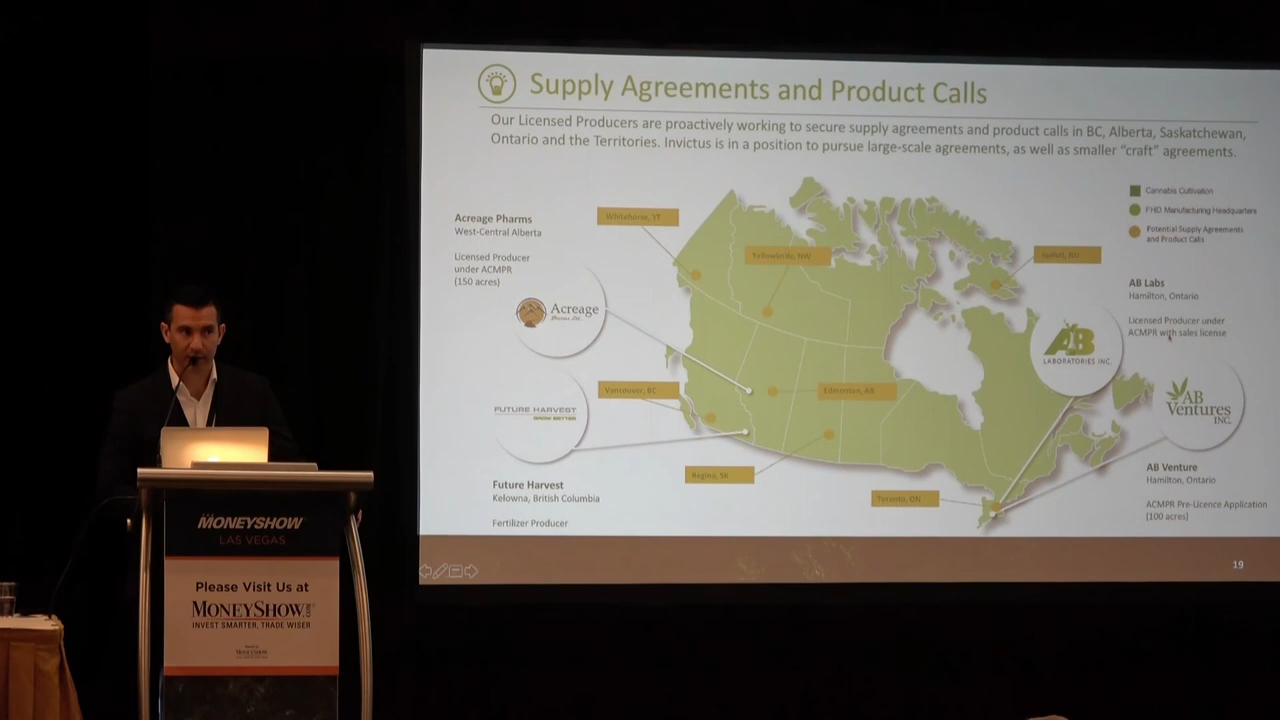 Supply Agreements and Product Calls
Our Licensed Producers are proactively working to secure supply agreements and product calls in BC, Alberta, Saskatchewan,
Ontario and the Territories. Invictus is in a position to pursue large-scale agreements, as well as smaller “craft” agreements.
Cannabis Cultivation
FHD Manufacturing Headquarters
Potential Supply Agreements
and Product Calls
Acreage Pharms
West-Central Alberta
Licensed Producer
under ACMPR
(150 acres)
Acreage
Pharms Ltd.
Whitehorse, YT
Yellowknife, NW
Iqaluit, NU
AB Labs
Hamilton, Ontario
Licensed Producer under
ACMPR with sales license
AB
LABORATORIES INC.
Vancouver, BC
Edmonton, AB
FUTURE HARVEST
GROW BETTER
AB
Ventures
INC.
Regina, SK
Toronto, ON
Future Harvest
Kelowna, British Columbia
Fertilizer Producer
AB Venture
Hamilton, Ontario
ACMPR Pre-Licence Application
(100 acres)
19
MONEYSHOW
LAS VEGAS
Please Visit Us at
MONEYSHOW.COM
INVEST SMARTER, TRADE WISER